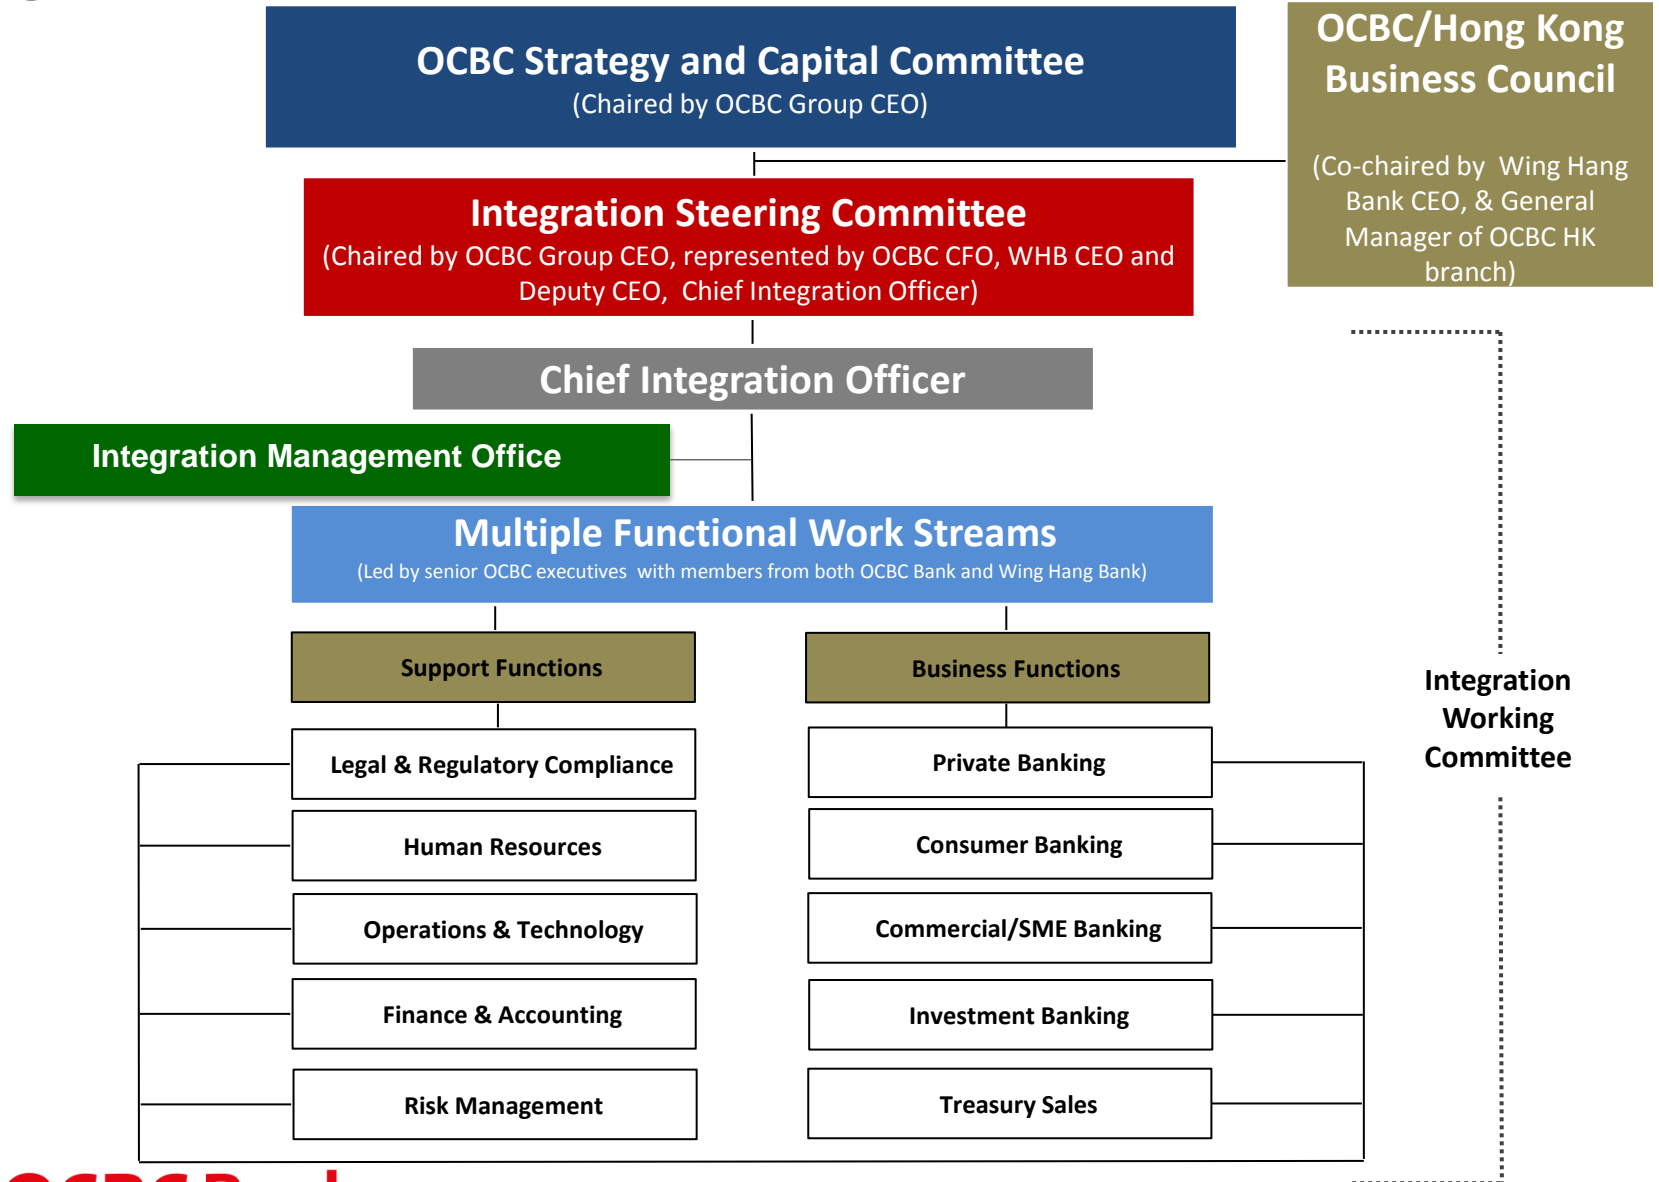 OCBC Strategy and Capital Committee
(Chaired by OCBC Group CEO)
OCBC/Hong Kong
Business Council
(Co-chaired by Wing Hang
Bank CEO, & General
Manager of OCBC HK
branch)
Integration Steering Committee
(Chaired by OCBC Group CEO, represented by OCBC CFO, WHB CEO and
Deputy CEO, Chief Integration Officer)
Chief Integration Officer
Integration Management Office
Multiple Functional Work Streams
(Led by senior OCBC executives with members from both OCBC Bank and Wing Hang Bank)
Support Functions
Business Functions
Integration
Working
Committee
Legal & Regulatory Compliance
Private Banking
Human Resources
Consumer Banking
Operations & Technology
Commercial/SME Banking
Finance & Accounting
Investment Banking
Risk Management
Treasury Sales
OCBC Bank